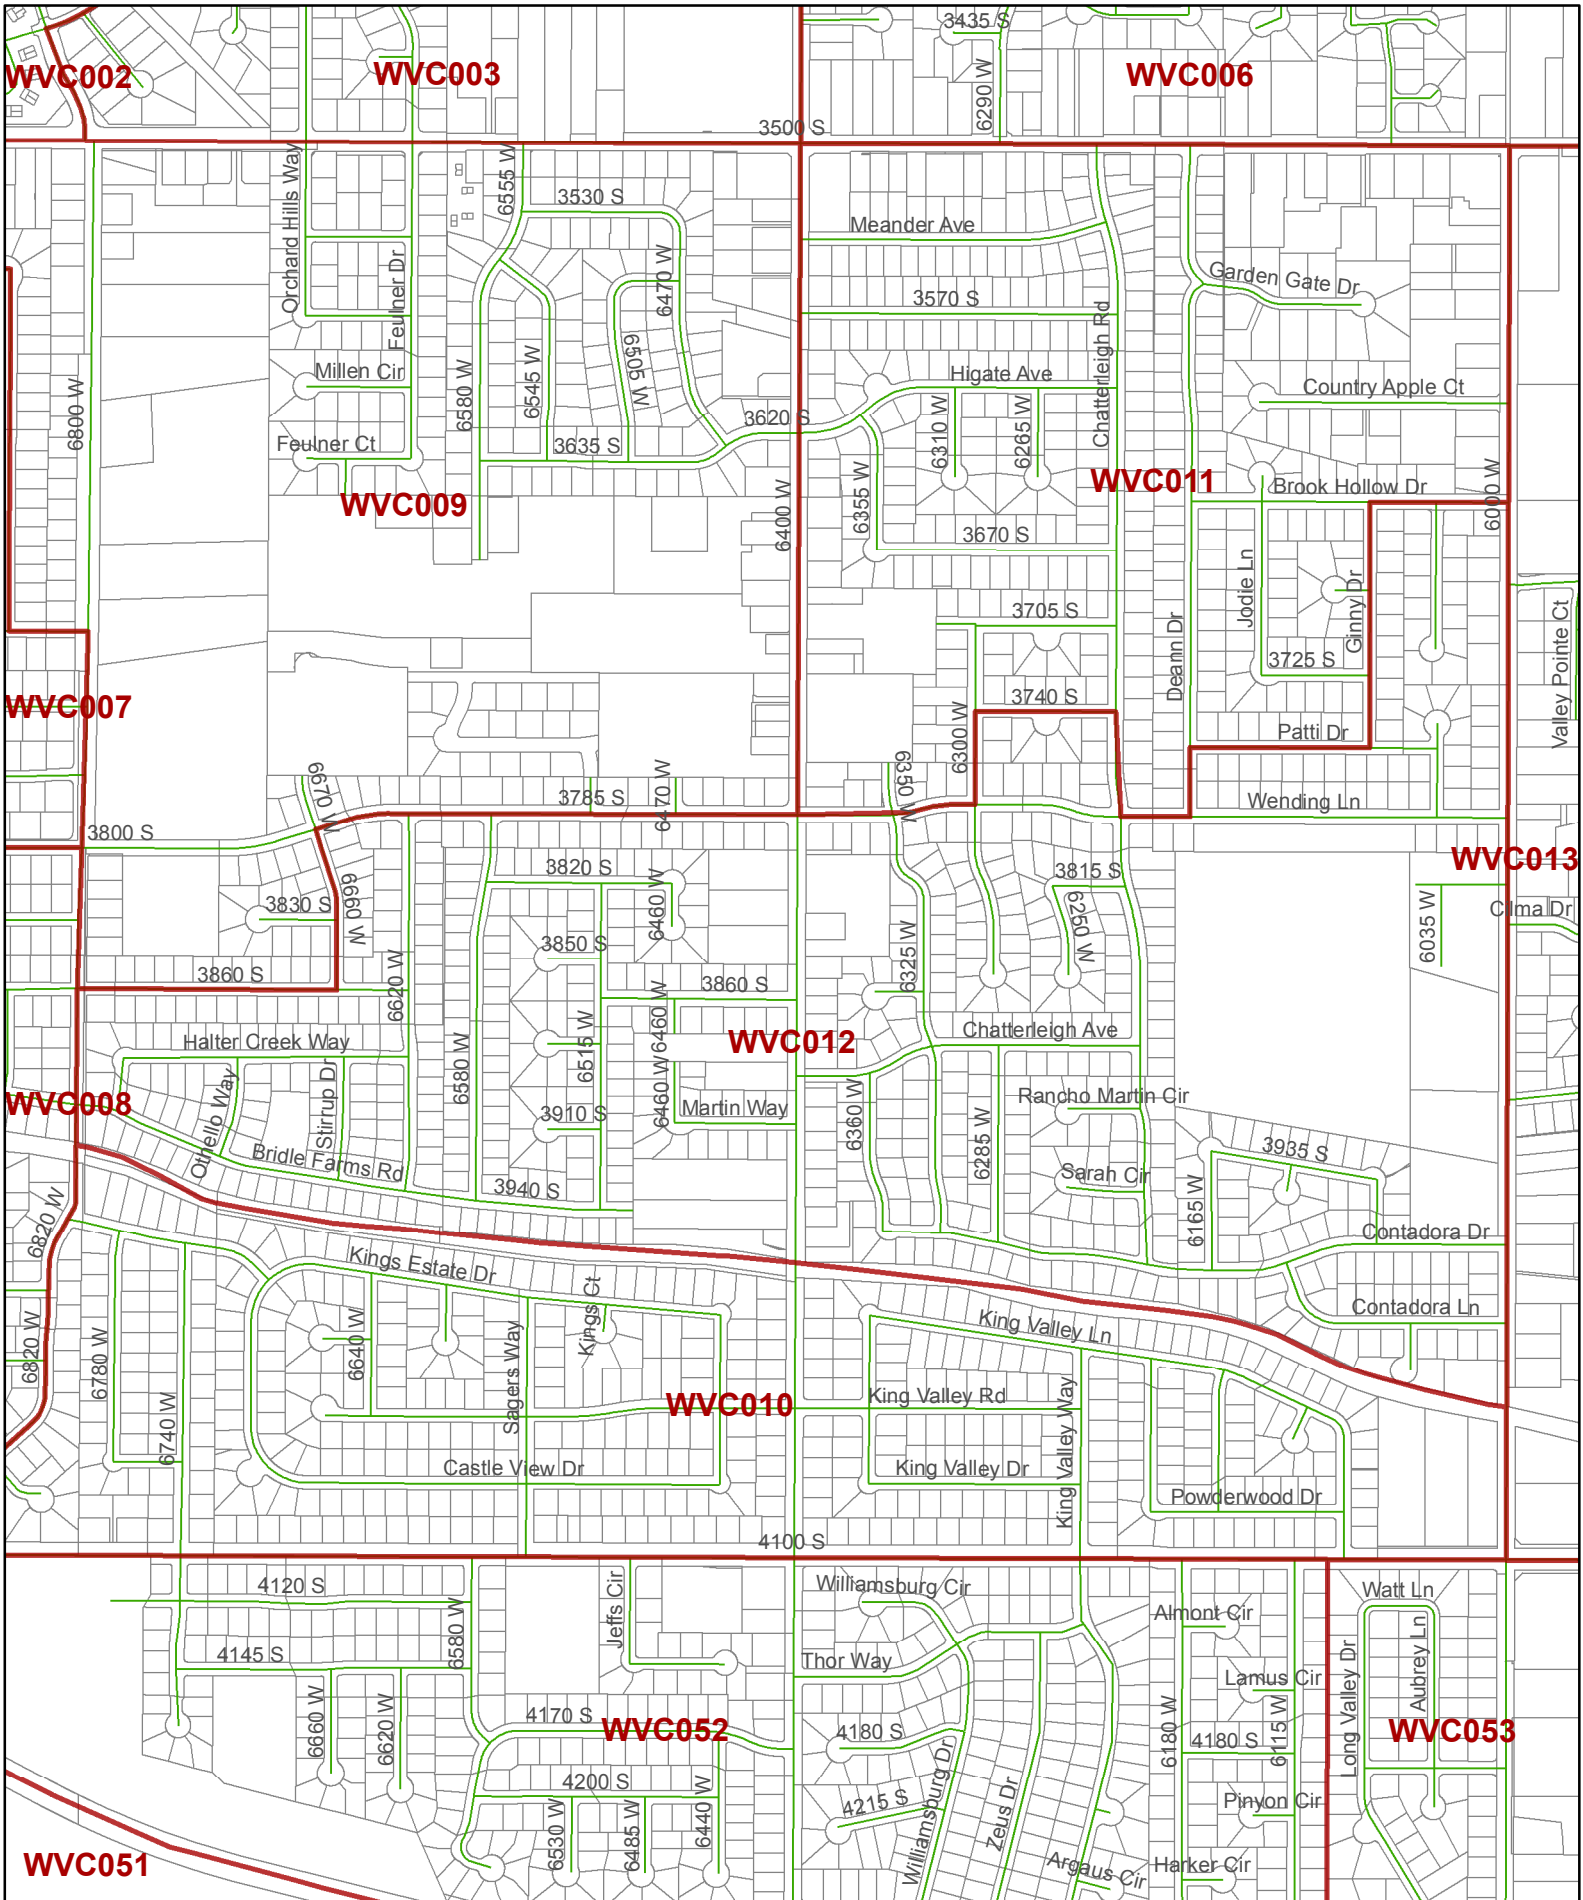 3435 S
WVC002
WVC003
WVC006
6290 W
3500 S
Orchard Hills Way
6555 W
3530 S
Meander Ave
6470 W
Feulner Dr
Garden Gate Dr
3570 S
Chatterleigh Rd
6505 W
Millen Cir
6580 W
6545 W
Higate Ave
Country Apple Ct
6800 W
3620 S
6310 W
6265 W
Feulner Ct
3635 S
WVC009
6400 W
6355 W
WVC011
Brook Hollow Dr
6000 W
3670 S
Jodie Ln
Ginny Dr
3705 S
Deann Dr
3725 S
Valley Pointe Ct
WVC007
3740 S
6300 W
Patti Dr
6670 W
3785 S
6470 W
6350 W
Wending Ln
3800 S
3820 S
3815 S
WVC013
3830 S
6660 W
6460 W
6250 W
6035 W
Cilma Dr
3850 S
6325 W
3860 S
6620 W
3860 S
Halter Creek Way
6580 W
6515 W
6460 W
WVC012
Chatterleigh Ave
WVC008
Othello Way
Stirrup Dr
6460 W
Martin Way
3910 S
6360 W
6285 W
Rancho Martin Cir
Bridle Farms Rd
3940 S
Sarah Cir
3935 S
6165 W
6820 W
Contadora Dr
Kings Estate Dr
Kings Ct
Contadora Ln
6820 W
6780 W
6640 W
Sagers Way
King Valley Ln
WVC010
King Valley Rd
King Valley Way
6740 W
Castle View Dr
King Valley Dr
Powderwood Dr
4100 S
4120 S
Jeffs Cir
Williamsburg Cir
Almont Cir
Watt Ln
4145 S
6580 W
Thor Way
Lamus Cir
Long Valley Dr
Aubrey Ln
6660 W
6620 W
4170 S
WVC052
4180 S
6180 W
4180 S
6115 W
WVC053
4200 S
4215 S
Williamsburg Dr
Zeus Dr
Pinyon Cir
WVC051
6530 W
6485 W
6440 W
Argaus Cir
Harker Cir